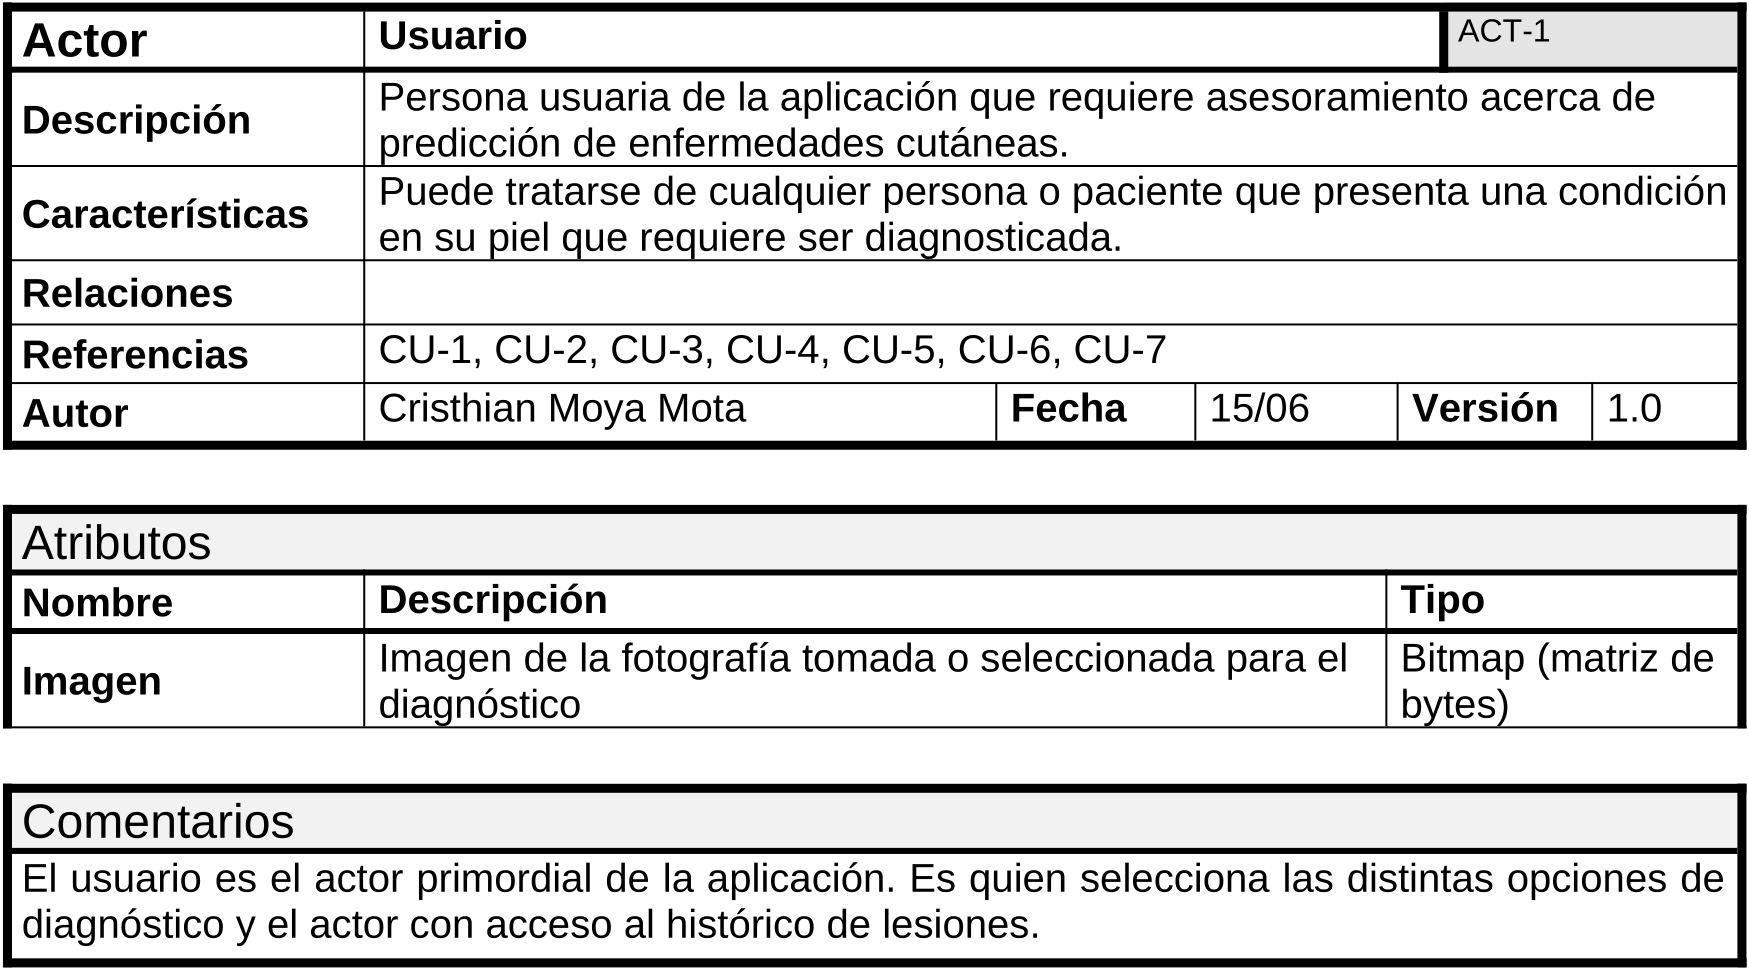 Actor Usuario ACT-1
Descripción
Persona usuaria de la aplicación que requiere asesoramiento acerca de
predicción de enfermedades cutáneas.
Características
Puede tratarse de cualquier persona o paciente que presenta una condición
en su piel que requiere ser diagnosticada.
Relaciones
Referencias CU-1, CU-2, CU-3, CU-4, CU-5, CU-6, CU-7
Autor Cristhian Moya Mota Fecha 15/06 Versión 1.0
Atributos
Nombre Descripción Tipo
Imagen
Imagen de la fotografía tomada o seleccionada para el
diagnóstico
Bitmap (matriz de
bytes)
Comentarios
El usuario es el actor primordial de la aplicación. Es quien selecciona las distintas opciones de
diagnóstico y el actor con acceso al histórico de lesiones.